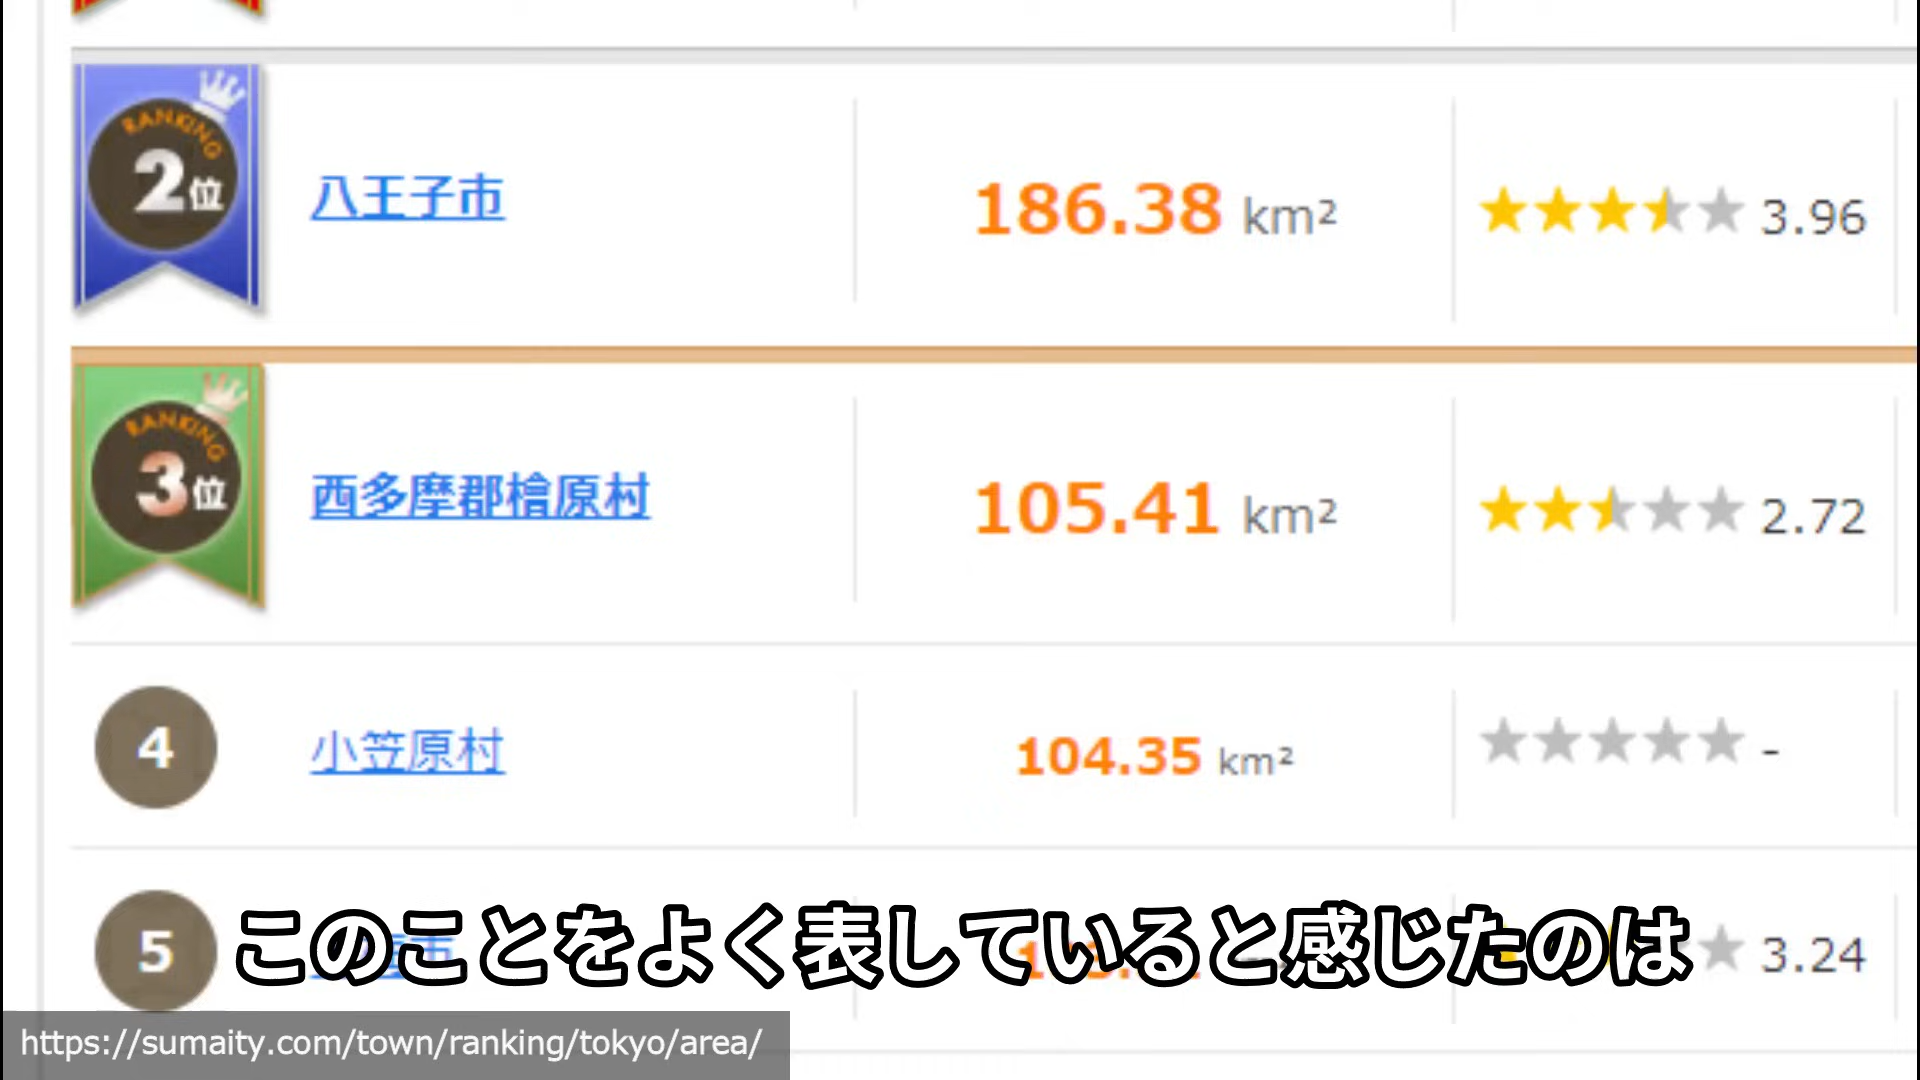 RANKING
2位
八王子市
186.38 km²
3.96
RANKING
3位
西多摩郡檜原村
105.41 km²
2.72
4
小笠原村
104.35 km²
-
5
3.24
このことをよく表していると感じたのは
https://sumaity.com/town/ranking/tokyo/area/